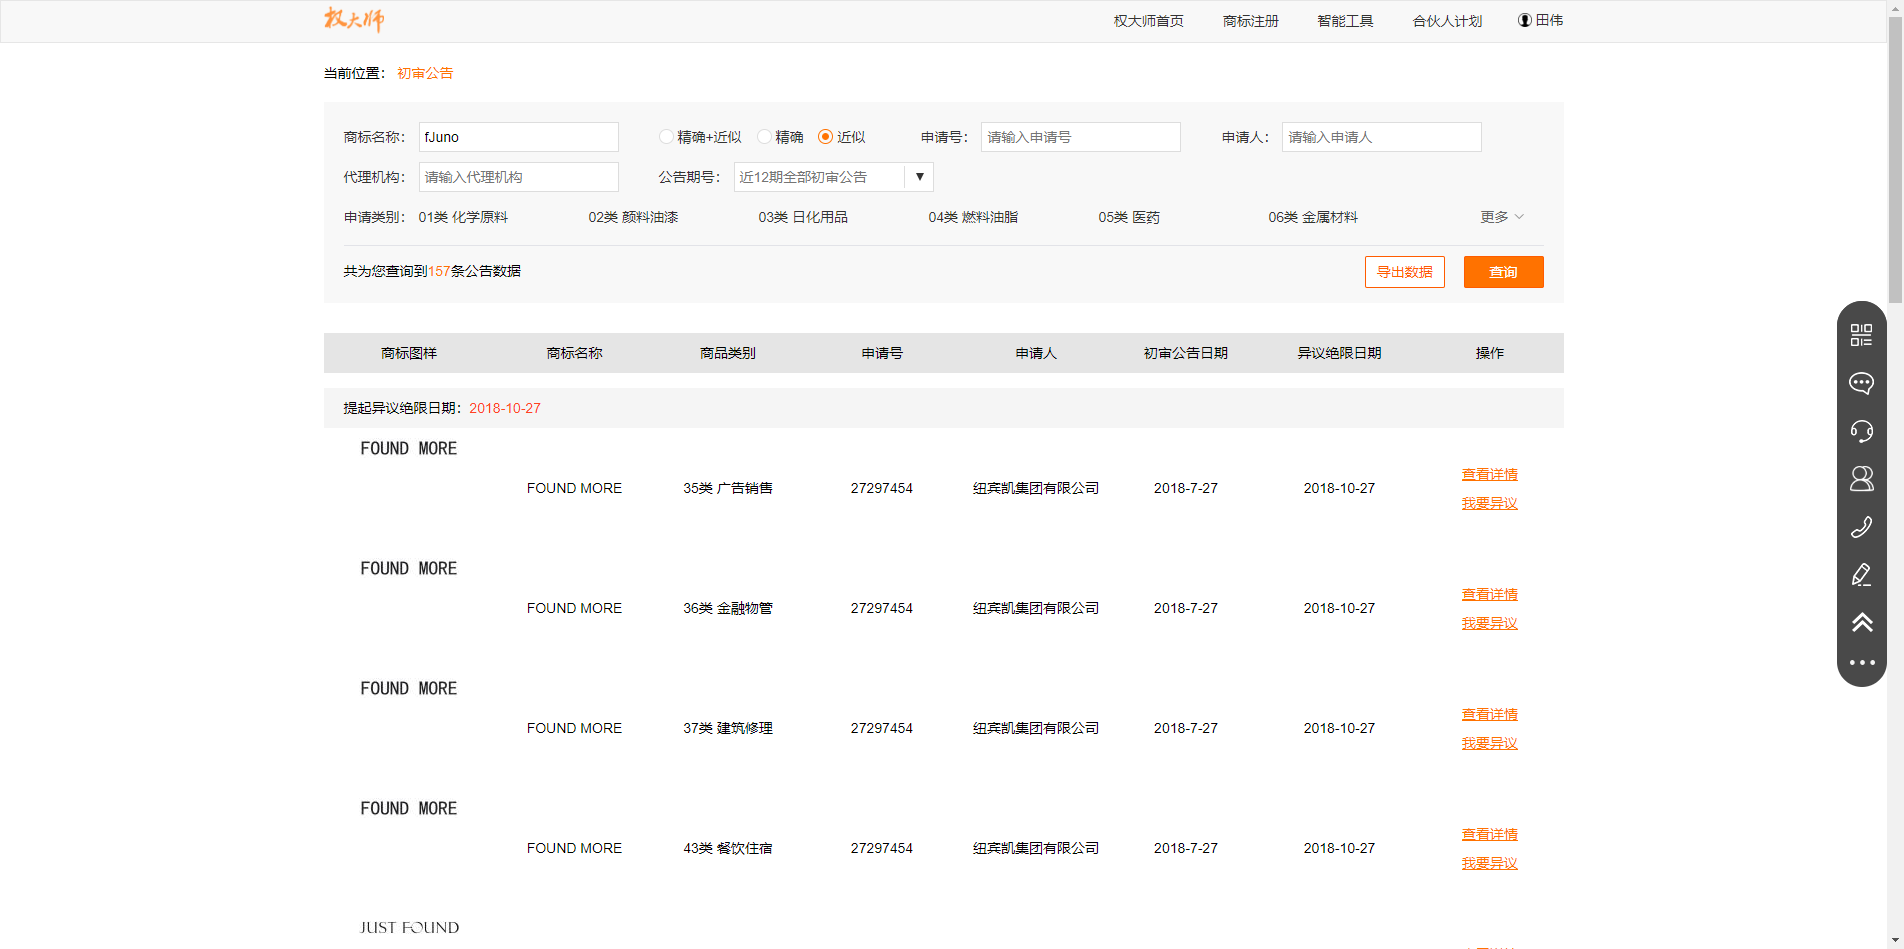 权大师 权大师首页 商标注册 智能工具 合伙人计划 田伟
当前位置： 初审公告
商标名称： fJuno 精确+近似 精确 近似 申请号： 请输入申请号 申请人： 请输入申请人
代理机构： 请输入代理机构 公告期号： 近12期全部初审公告 ▼
申请类别： 01类 化学原料 02类 颜料油漆 03类 日化用品 04类 燃料油脂 05类 医药 06类 金属材料 更多
共为您查询到157条公告数据 导出数据 查询
商标图样 商标名称 商品类别 申请号 申请人 初审公告日期 异议绝限日期 操作
提起异议绝限日期：2018-10-27
FOUND MORE
FOUND MORE 35类 广告销售 27297454 纽宾凯集团有限公司 2018-7-27 2018-10-27 查看详情
我要异议
FOUND MORE
FOUND MORE 36类 金融物管 27297454 纽宾凯集团有限公司 2018-7-27 2018-10-27 查看详情
我要异议
FOUND MORE
FOUND MORE 37类 建筑修理 27297454 纽宾凯集团有限公司 2018-7-27 2018-10-27 查看详情
我要异议
FOUND MORE
FOUND MORE 43类 餐饮住宿 27297454 纽宾凯集团有限公司 2018-7-27 2018-10-27 查看详情
我要异议
JUST FOUND